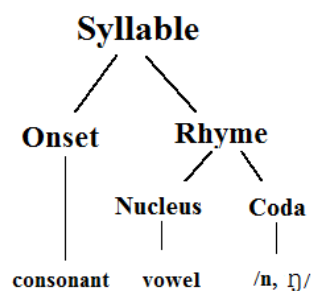 Syllable
Onset Rhyme
Nucleus Coda
consonant vowel /n, ŋ/